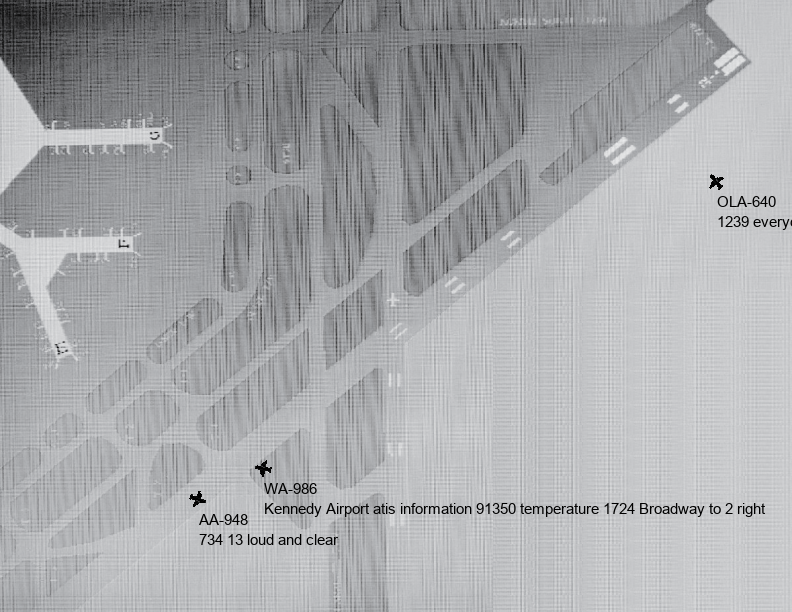 G
F
OLA-640
1239 everyo
WA-986
Kennedy Airport atis information 91350 temperature 1724 Broadway to 2 right
AA-948
734 13 loud and clear